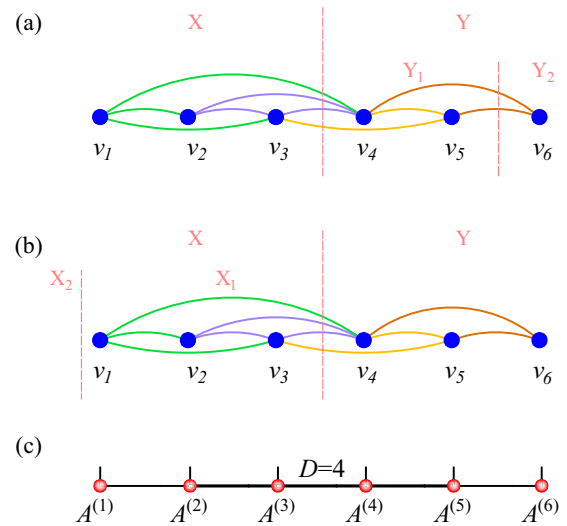 (a)
X Y
Y₁ Y₂
v₁ v₂ v₃ v₄ v₅ v₆
(b)
X Y
X₂ X₁
v₁ v₂ v₃ v₄ v₅ v₆
(c)
D=4
A⁽¹⁾ A⁽²⁾ A⁽³⁾ A⁽⁴⁾ A⁽⁵⁾ A⁽⁶⁾